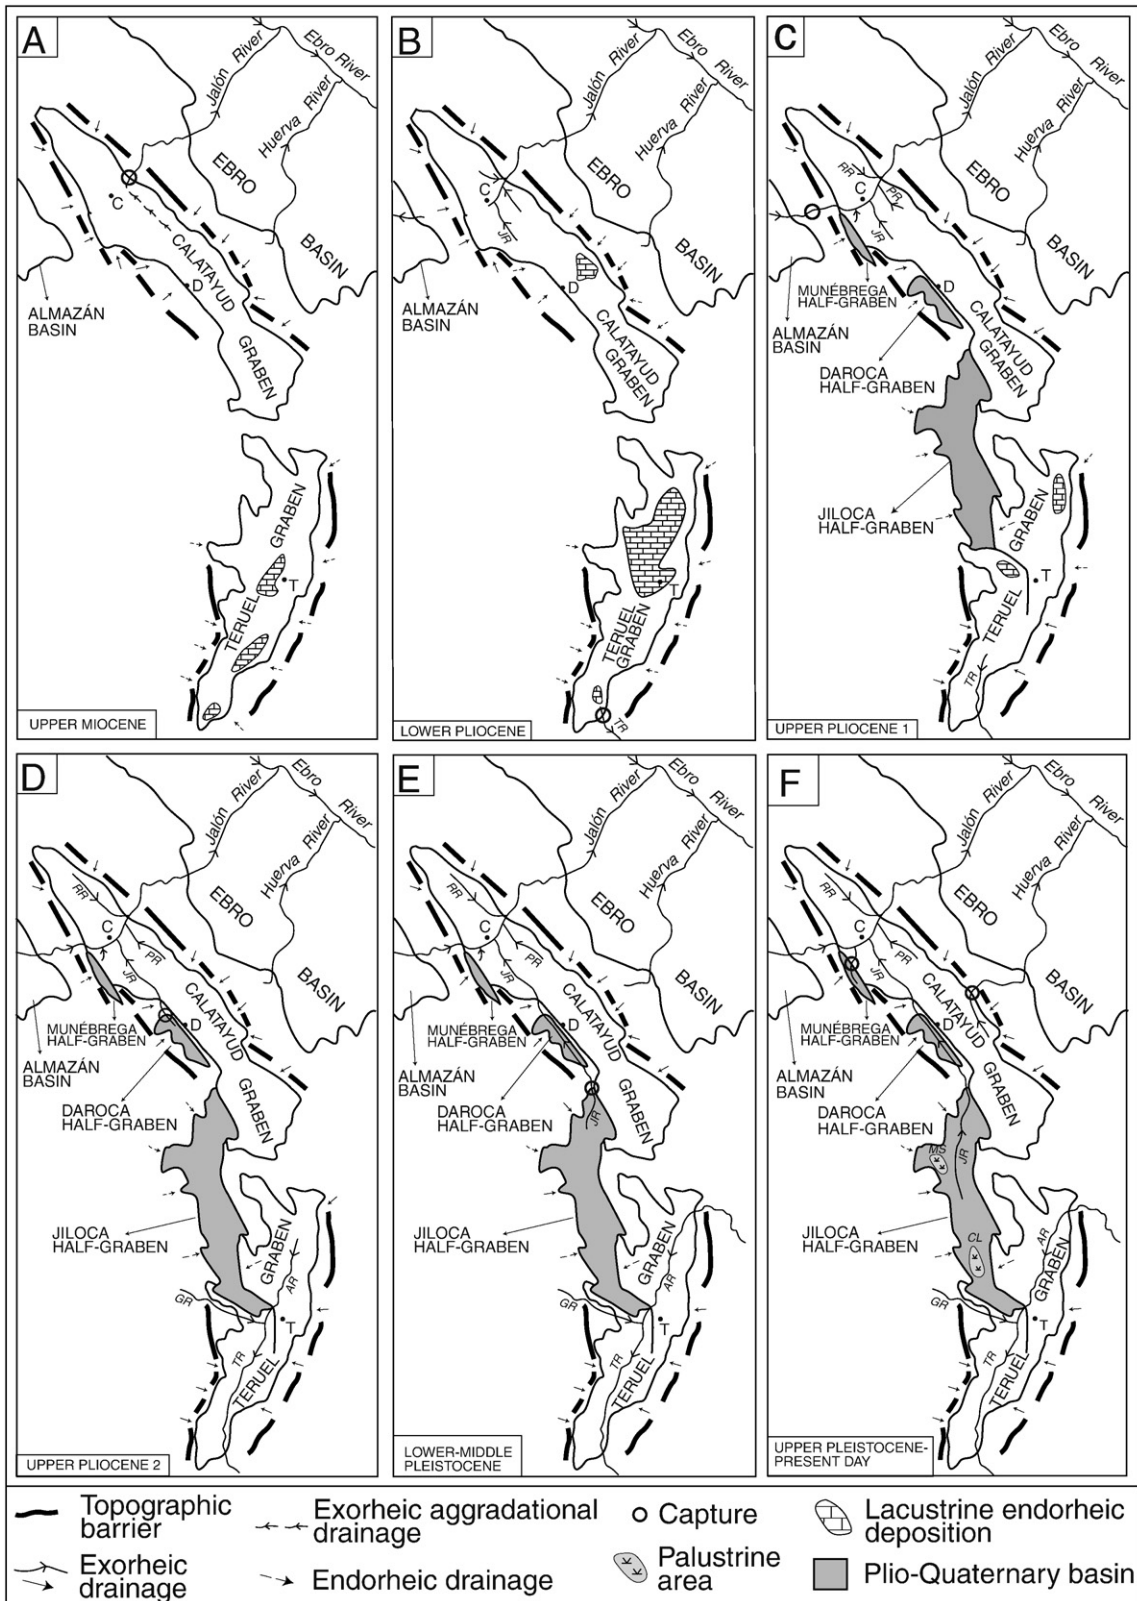 A
Jalón River
Ebro River
Huerva River
EBRO
BASIN
C
CALATAYUD
D
GRABEN
ALMAZÁN
BASIN
GRABEN
T
TERUEL
UPPER MIOCENE
B
Jalón River
Ebro River
Huerva River
EBRO
BASIN
C
JR
D
ALMAZÁN
BASIN
CALATAYUD
GRABEN
T
TERUEL
GRABEN
TR
LOWER PLIOCENE
C
Jalón River
Ebro River
Huerva River
EBRO
BASIN
RR
C
PR
JR
MUNÉBREGA
HALF-GRABEN
D
ALMAZÁN
BASIN
CALATAYUD
GRABEN
DAROCA
HALF-GRABEN
JILOCA
HALF-GRABEN
GRABEN
T
TERUEL
TR
UPPER PLIOCENE 1
D
Jalón River
Ebro River
Huerva River
EBRO
BASIN
RR
C
PR
JR
MUNÉBREGA
HALF-GRABEN
D
CALATAYUD
GRABEN
ALMAZÁN
BASIN
DAROCA
HALF-GRABEN
JILOCA
HALF-GRABEN
GRABEN
AR
GR
T
TR
TERUEL
UPPER PLIOCENE 2
E
Jalón River
Ebro River
Huerva River
EBRO
BASIN
RR
C
PR
JR
MUNÉBREGA
HALF-GRABEN
D
CALATAYUD
GRABEN
ALMAZÁN
BASIN
DAROCA
HALF-GRABEN
JR
JILOCA
HALF-GRABEN
GRABEN
AR
GR
T
TR
TERUEL
LOWER-MIDDLE
PLEISTOCENE
F
Jalón River
Ebro River
Huerva River
EBRO
BASIN
RR
C
PR
JR
MUNÉBREGA
HALF-GRABEN
D
CALATAYUD
GRABEN
ALMAZÁN
BASIN
DAROCA
HALF-GRABEN
MS
JR
JILOCA
HALF-GRABEN
CL
AR
GRABEN
GR
T
TR
TERUEL
UPPER PLEISTOCENE-
PRESENT DAY
Topographic
barrier
Exorheic aggradational
drainage
Capture
Lacustrine endorheic
deposition
Exorheic
drainage
Endorheic drainage
Palustrine
area
Plio-Quaternary basin